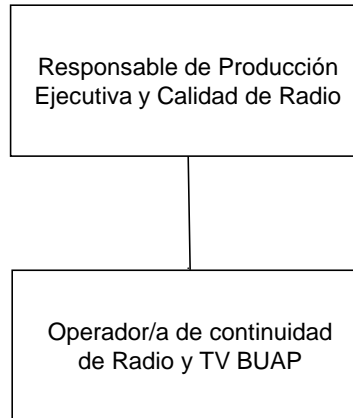 Responsable de Producción
Ejecutiva y Calidad de Radio
Operador/a de continuidad
de Radio y TV BUAP